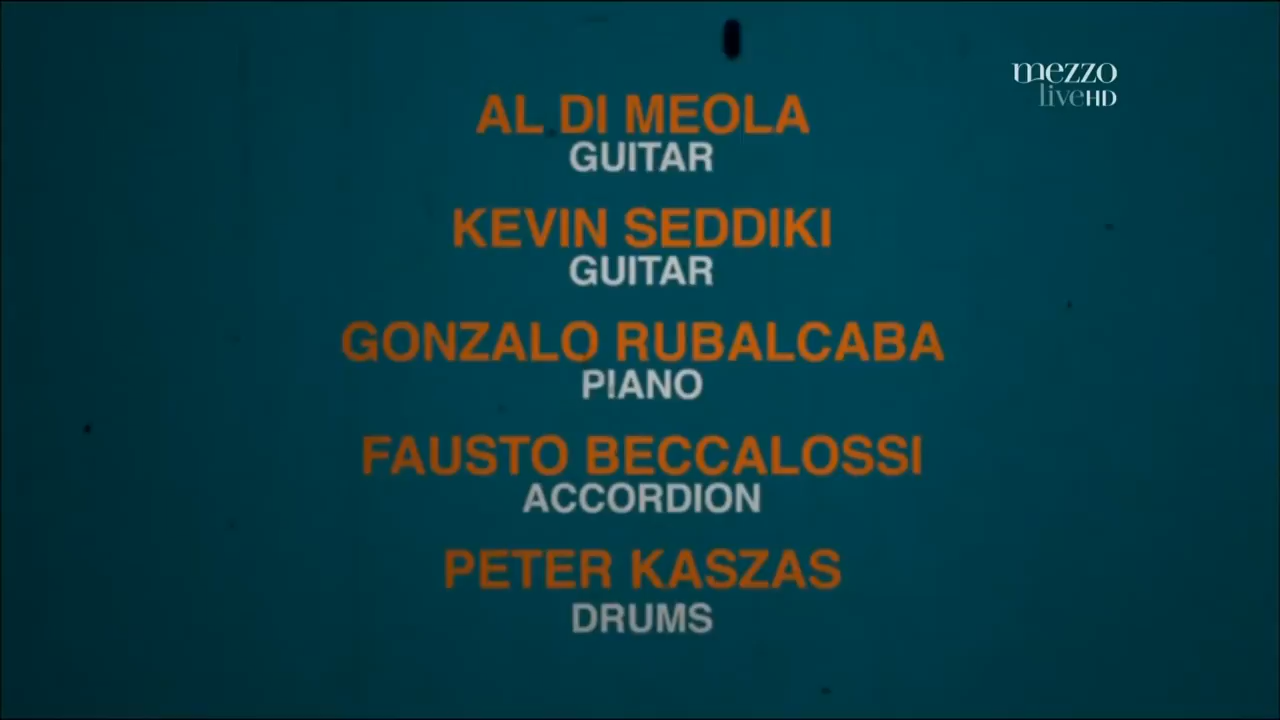 mezzo
liveHD
AL DI MEOLA
GUITAR
KEVIN SEDDIKI
GUITAR
GONZALO RUBALCABA
PIANO
FAUSTO BECCALOSSI
ACCORDION
PETER KASZAS
DRUMS